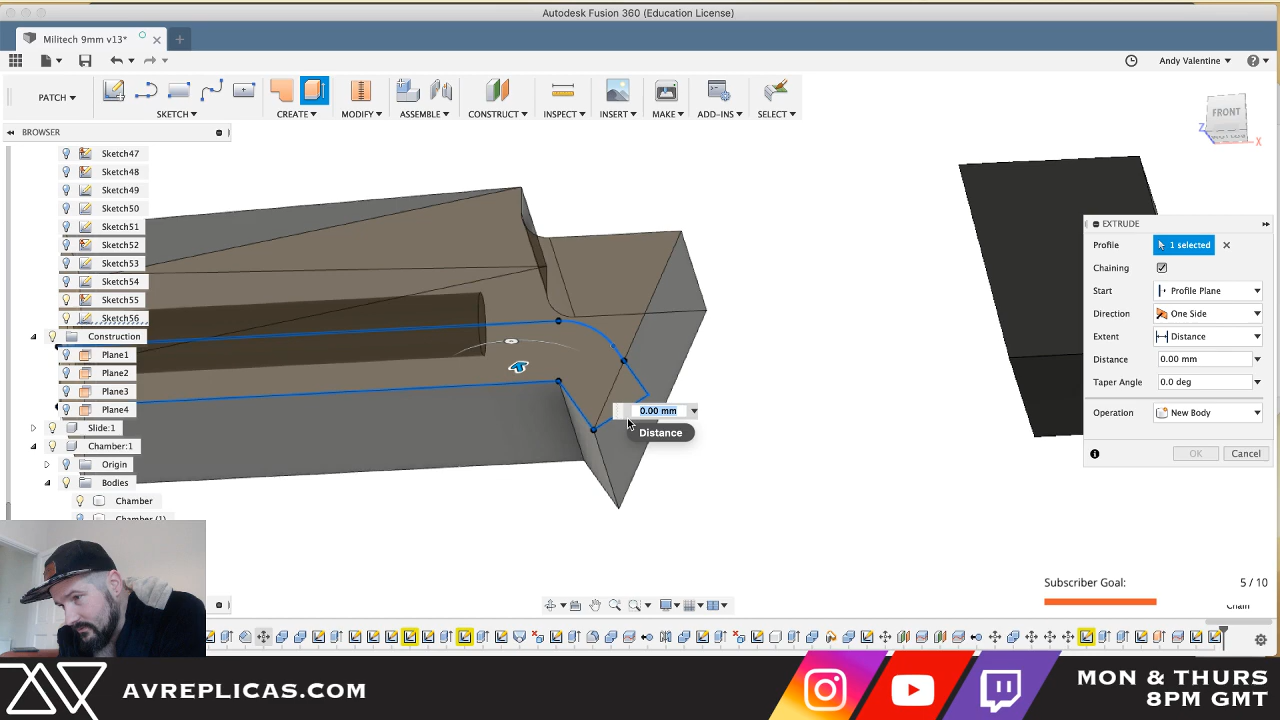 Autodesk Fusion 360 (Education License)
Militech 9mm v13*
Andy Valentine
PATCH
SKETCH
CREATE
MODIFY
ASSEMBLE
CONSTRUCT
INSPECT
INSERT
MAKE
ADD-INS
SELECT
BROWSER
FRONT
Z
X
Sketch47
Sketch48
Sketch49
Sketch50
Sketch51
Sketch52
Sketch53
Sketch54
Sketch55
Sketch56
Construction
Plane1
Plane2
Plane3
Plane4
Slide:1
Chamber:1
Origin
Bodies
Chamber
Chamber (1)
0.00 mm
Distance
EXTRUDE
Profile 1 selected
Chaining
Start Profile Plane
Direction One Side
Extent Distance
Distance 0.00 mm
Taper Angle 0.0 deg
Operation New Body
OK Cancel
Subscriber Goal: 5 / 10
AVREPLICAS.COM
MON & THURS
8PM GMT